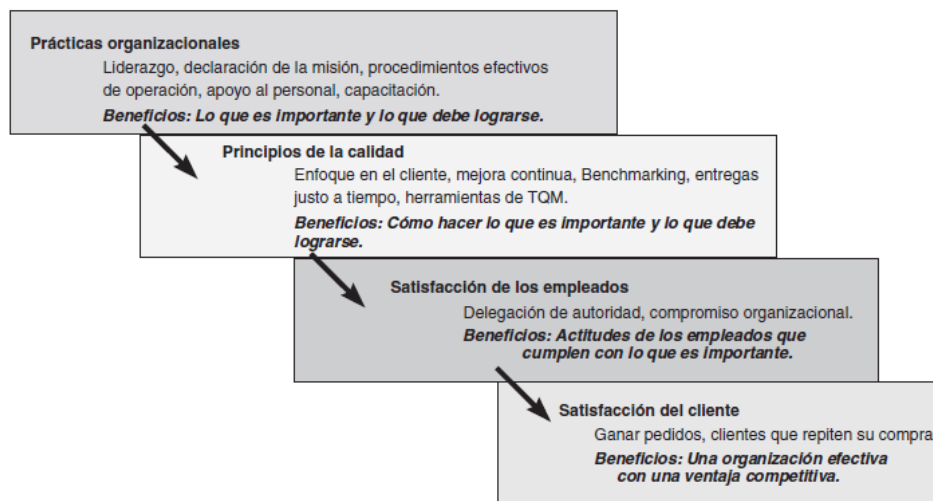 Prácticas organizacionales
Liderazgo, declaración de la misión, procedimientos efectivos
de operación, apoyo al personal, capacitación.
Beneficios: Lo que es importante y lo que debe lograrse.
Principios de la calidad
Enfoque en el cliente, mejora continua, Benchmarking, entregas
justo a tiempo, herramientas de TQM.
Beneficios: Cómo hacer lo que es importante y lo que debe
lograrse.
Satisfacción de los empleados
Delegación de autoridad, compromiso organizacional.
Beneficios: Actitudes de los empleados que
cumplen con lo que es importante.
Satisfacción del cliente
Ganar pedidos, clientes que repiten su compra
Beneficios: Una organización efectiva
con una ventaja competitiva.